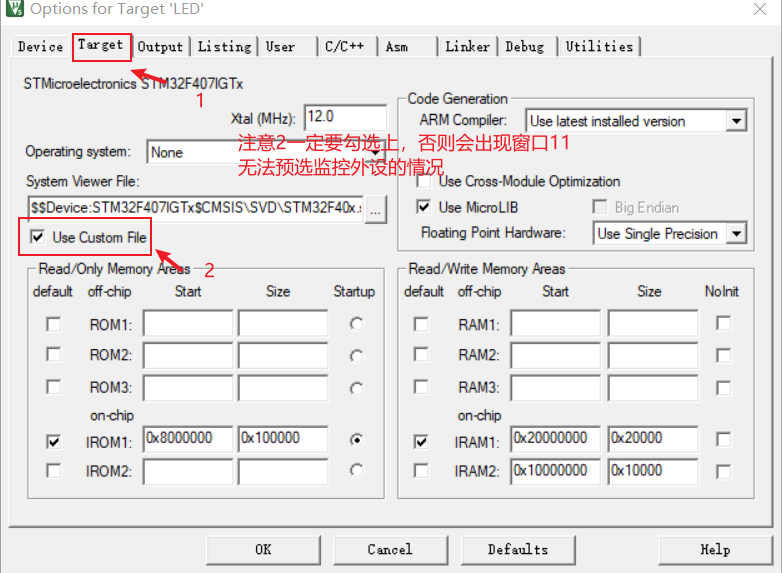 Options for Target 'LED'
Device Target Output Listing User C/C++ Asm Linker Debug Utilities
1
STMicroelectronics STM32F407IGTx
Xtal (MHz): 12.0
Operating system: None
System Viewer File:
$$Device:STM32F407IGTx$CMSIS\SVD\STM32F40x.s
...
Use Custom File
2
Code Generation
ARM Compiler: Use latest installed version
注意2一定要勾选上，否则会出现窗口11
无法预选监控外设的情况
Use Cross-Module Optimization
Use MicroLIB Big Endian
Floating Point Hardware: Use Single Precision
Read/Only Memory Areas
default off-chip Start Size Startup
ROM1:
ROM2:
ROM3:
on-chip
IROM1: 0x8000000 0x100000
IROM2:
Read/Write Memory Areas
default off-chip Start Size NoInit
RAM1:
RAM2:
RAM3:
on-chip
IRAM1: 0x20000000 0x20000
IRAM2: 0x10000000 0x10000
OK Cancel Defaults Help